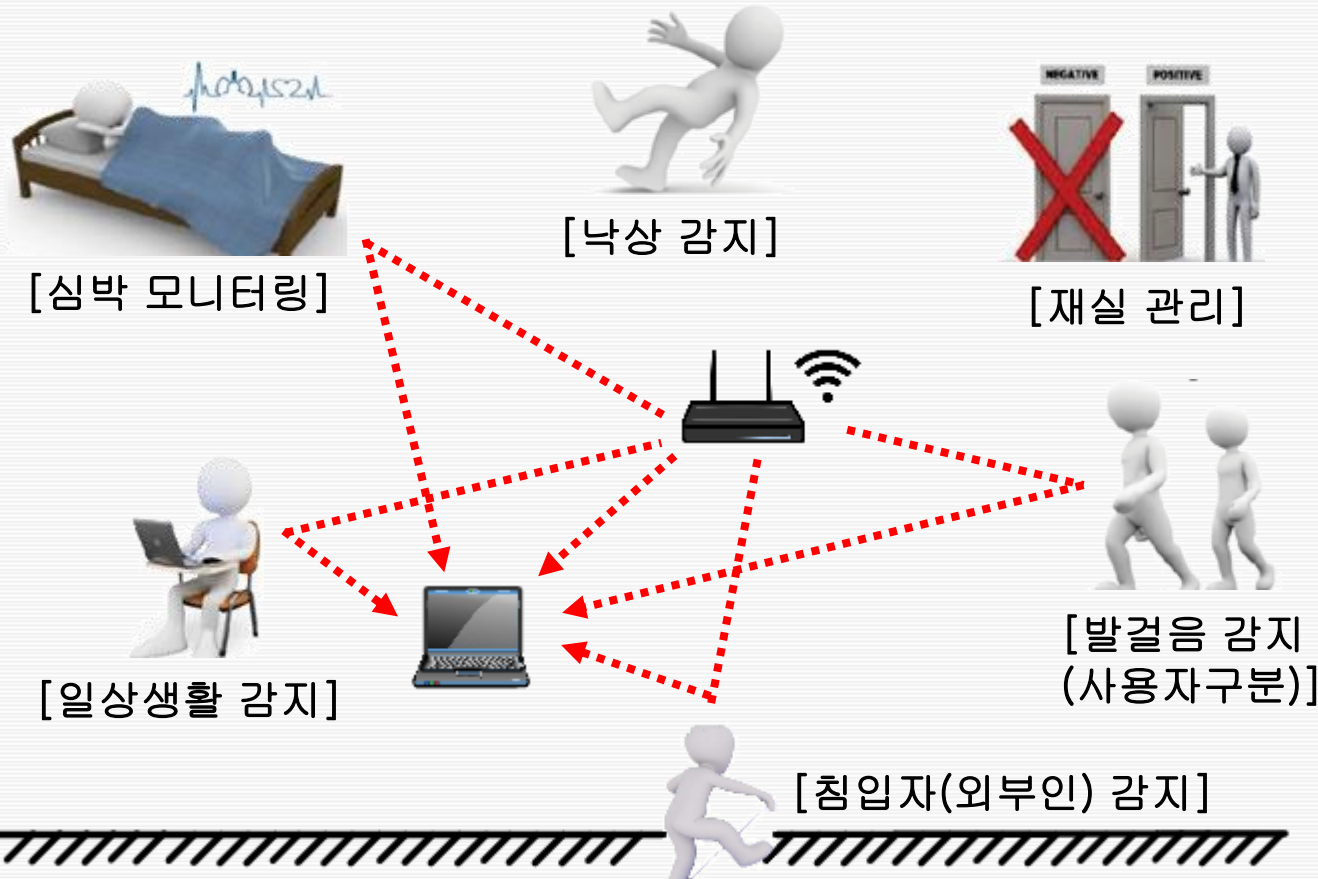 NEGATIVE
POSITIVE
[낙상 감지]
[심박 모니터링]
[재실 관리]
[발걸음 감지
(사용자구분)]
[일상생활 감지]
[침입자(외부인) 감지]